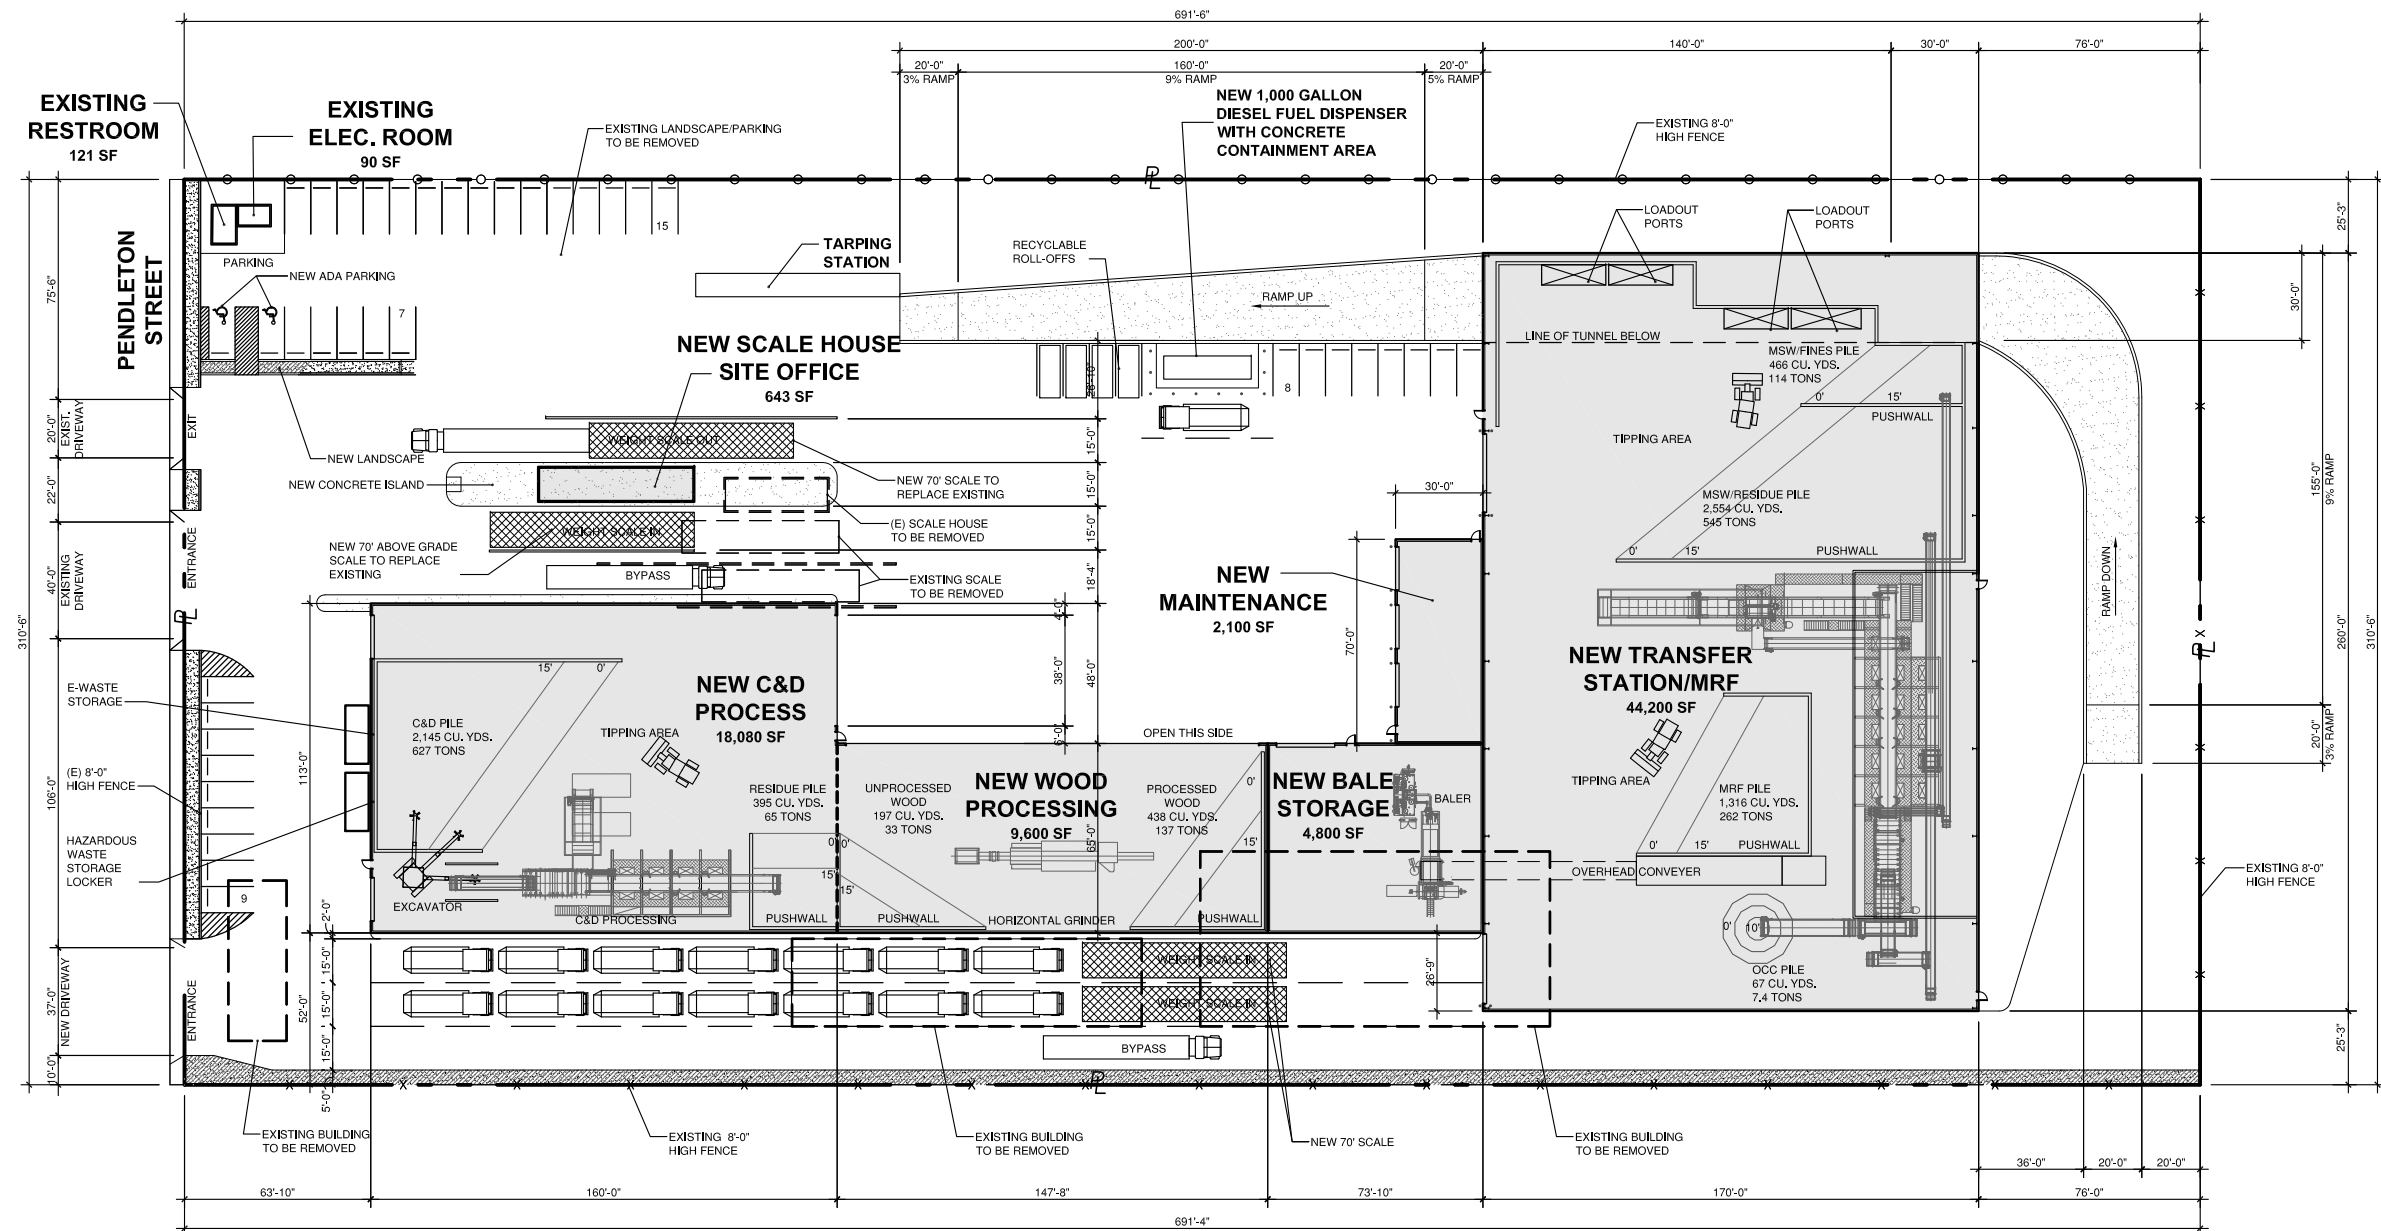 691'-6"
200'-0"
140'-0"
30'-0"
76'-0"
20'-0"
3% RAMP
160'-0"
9% RAMP
20'-0"
5% RAMP
EXISTING
RESTROOM
121 SF
EXISTING
ELEC. ROOM
90 SF
EXISTING LANDSCAPE/PARKING
TO BE REMOVED
NEW 1,000 GALLON
DIESEL FUEL DISPENSER
WITH CONCRETE
CONTAINMENT AREA
EXISTING 8'-0"
HIGH FENCE
PL
15
PARKING
NEW ADA PARKING
7
TARPING
STATION
RECYCLABLE
ROLL-OFFS
RAMP UP
LOADOUT
PORTS
LOADOUT
PORTS
LINE OF TUNNEL BELOW
PENDLETON
STREET
75'-6"
20'-0"
EXIST.
DRIVEWAY
22'-0"
40'-0"
EXISTING
DRIVEWAY
310'-6"
106'-0"
37'-0"
NEW DRIVEWAY
10'-0"
EXIT
ENTRANCE
PL
ENTRANCE
NEW SCALE HOUSE
SITE OFFICE
643 SF
8
WEIGHT SCALE OUT
NEW LANDSCAPE
NEW CONCRETE ISLAND
NEW 70' SCALE TO
REPLACE EXISTING
WEIGHT SCALE IN
(E) SCALE HOUSE
TO BE REMOVED
NEW 70' ABOVE GRADE
SCALE TO REPLACE
EXISTING
BYPASS
EXISTING SCALE
TO BE REMOVED
15'-0"
15'-0"
15'-0"
18'-4"
4'-0"
38'-0"
48'-0"
6'-0"
65'-0"
30'-0"
70'-0"
NEW
MAINTENANCE
2,100 SF
MSW/FINES PILE
466 CU. YDS.
114 TONS
0'
15'
PUSHWALL
TIPPING AREA
MSW/RESIDUE PILE
2,554 CU. YDS.
545 TONS
0'
15'
PUSHWALL
NEW TRANSFER
STATION/MRF
44,200 SF
TIPPING AREA
MRF PILE
1,316 CU. YDS.
262 TONS
0'
15'
PUSHWALL
OVERHEAD CONVEYER
0'
10'
OCC PILE
67 CU. YDS.
7.4 TONS
RAMP DOWN
25'-3"
30'-0"
155'-0"
9% RAMP
260'-0"
310'-6"
20'-0"
13% RAMP
25'-3"
PL
EXISTING 8'-0"
HIGH FENCE
E-WASTE
STORAGE
(E) 8'-0"
HIGH FENCE
HAZARDOUS
WASTE
STORAGE
LOCKER
9
113'-0"
15'
0'
C&D PILE
2,145 CU. YDS.
627 TONS
TIPPING AREA
NEW C&D
PROCESS
18,080 SF
RESIDUE PILE
395 CU. YDS.
65 TONS
0'
15'
PUSHWALL
EXCAVATOR
C&D PROCESSING
OPEN THIS SIDE
UNPROCESSED
WOOD
197 CU. YDS.
33 TONS
0'
15'
PUSHWALL
NEW WOOD
PROCESSING
9,600 SF
HORIZONTAL GRINDER
PROCESSED
WOOD
438 CU. YDS.
137 TONS
0'
15'
PUSHWALL
NEW BALE
STORAGE
4,800 SF
BALER
2'-0"
15'-0"
15'-0"
15'-0"
5'-0"
52'-0"
26'-9"
WEIGHT SCALE IN
WEIGHT SCALE IN
BYPASS
PL
EXISTING BUILDING
TO BE REMOVED
EXISTING 8'-0"
HIGH FENCE
EXISTING BUILDING
TO BE REMOVED
NEW 70' SCALE
EXISTING BUILDING
TO BE REMOVED
36'-0"
20'-0"
20'-0"
63'-10"
160'-0"
147'-8"
73'-10"
170'-0"
76'-0"
691'-4"